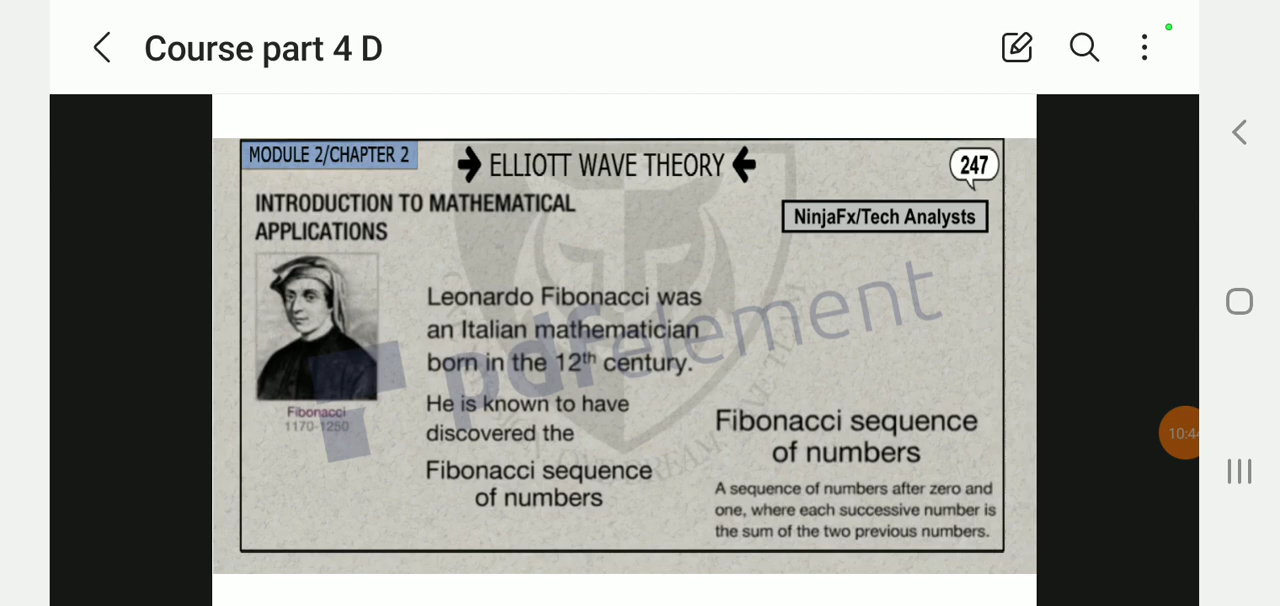 Course part 4 D
MODULE 2/CHAPTER 2
ELLIOTT WAVE THEORY
247
INTRODUCTION TO MATHEMATICAL
APPLICATIONS
NinjaFx/Tech Analysts
Leonardo Fibonacci was
an Italian mathematician
born in the 12th century.
Fibonacci
1170-1250
He is known to have
discovered the
Fibonacci sequence
of numbers
Fibonacci sequence
of numbers
A sequence of numbers after zero and
one, where each successive number is
the sum of the two previous numbers.
pdfelement
10:44